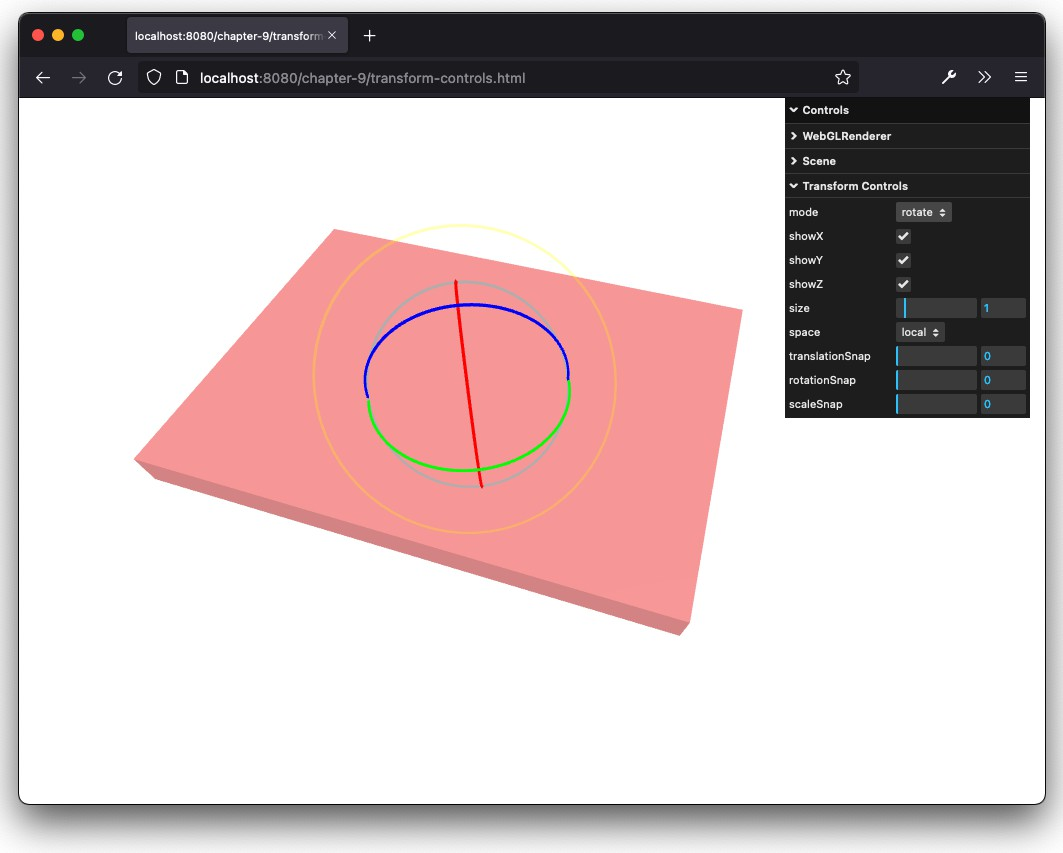 localhost:8080/chapter-9/transform
localhost:8080/chapter-9/transform-controls.html
Controls
WebGLRenderer
Scene
Transform Controls
mode rotate
showX
showY
showZ
size 1
space local
translationSnap 0
rotationSnap 0
scaleSnap 0